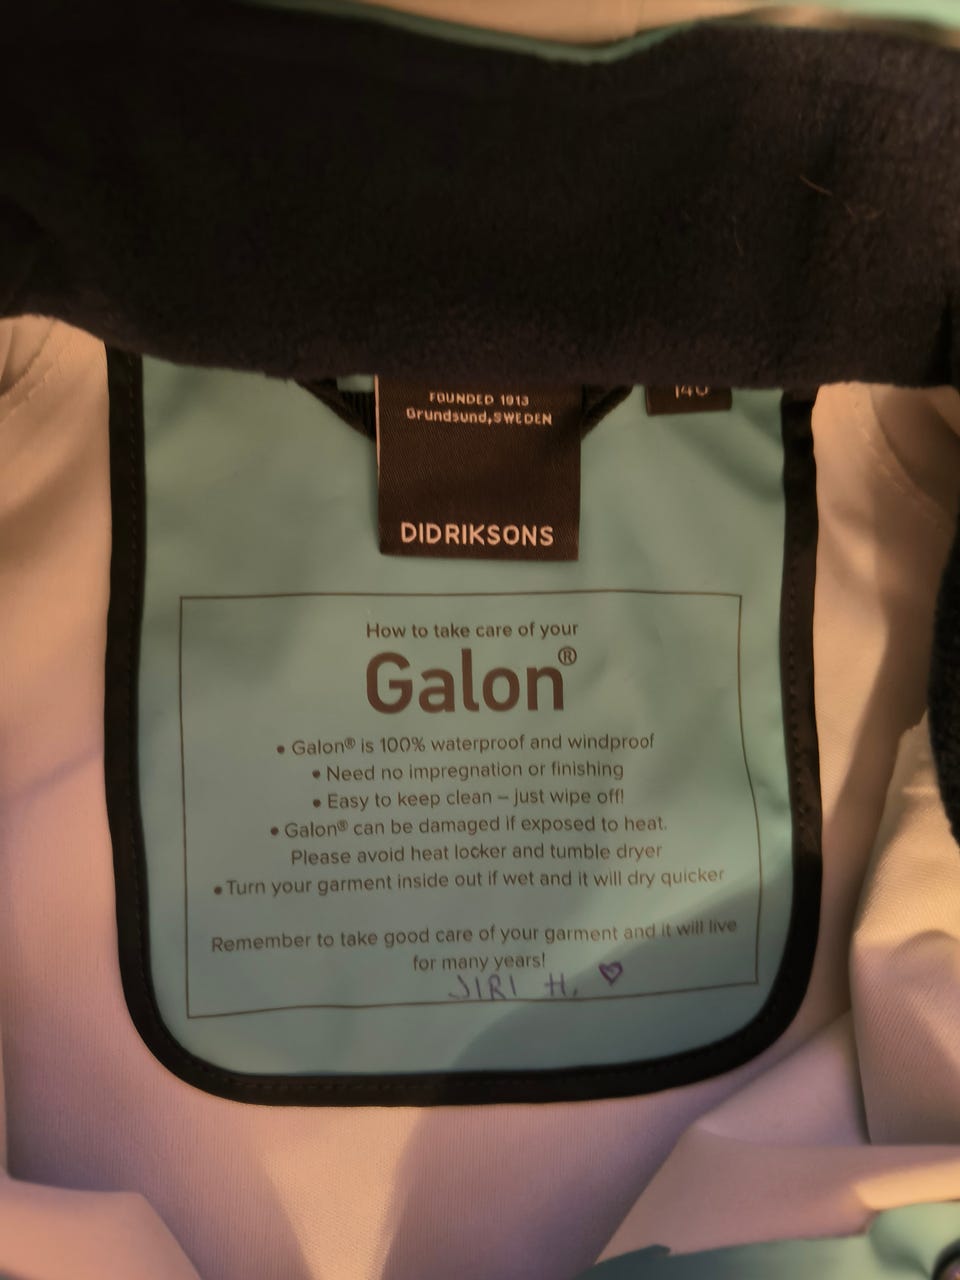 FOUNDED 1913
Grundsund,SWEDEN
140
DIDRIKSONS
How to take care of your
Galon®
• Galon® is 100% waterproof and windproof
• Need no impregnation or finishing
• Easy to keep clean – just wipe off!
• Galon® can be damaged if exposed to heat.
Please avoid heat locker and tumble dryer
• Turn your garment inside out if wet and it will dry quicker
Remember to take good care of your garment and it will live
for many years!
JIRI H. ♡